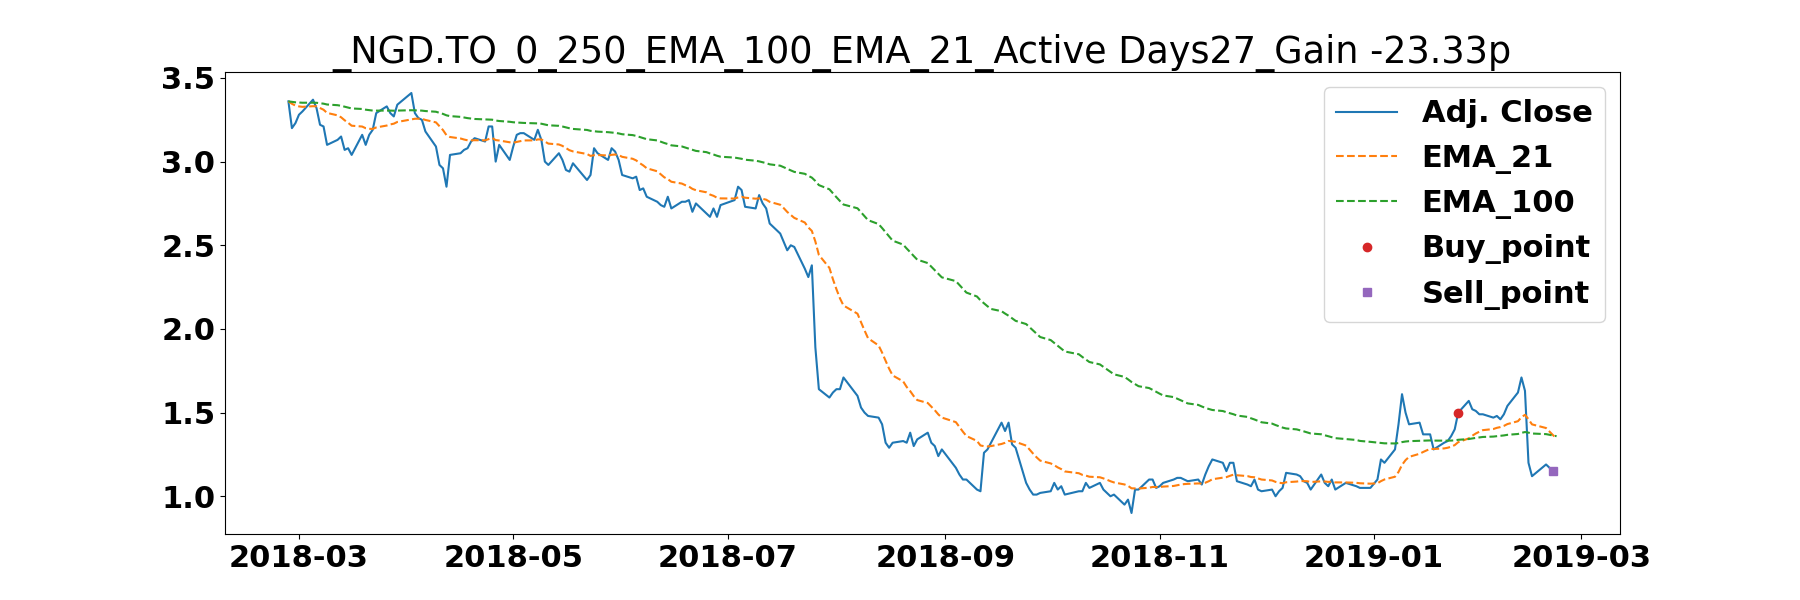 _NGD.TO_0_250_EMA_100_EMA_21_Active Days27_Gain -23.33p
3.5
3.0
2.5
2.0
1.5
1.0
Adj. Close
EMA_21
EMA_100
Buy_point
Sell_point
2018-03 2018-05 2018-07 2018-09 2018-11 2019-01 2019-03